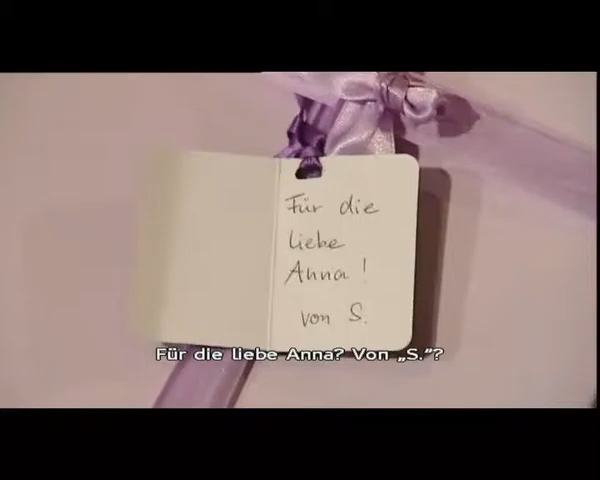 Für die
liebe
Anna!
von S.
Für die liebe Anna? Von „S.“?